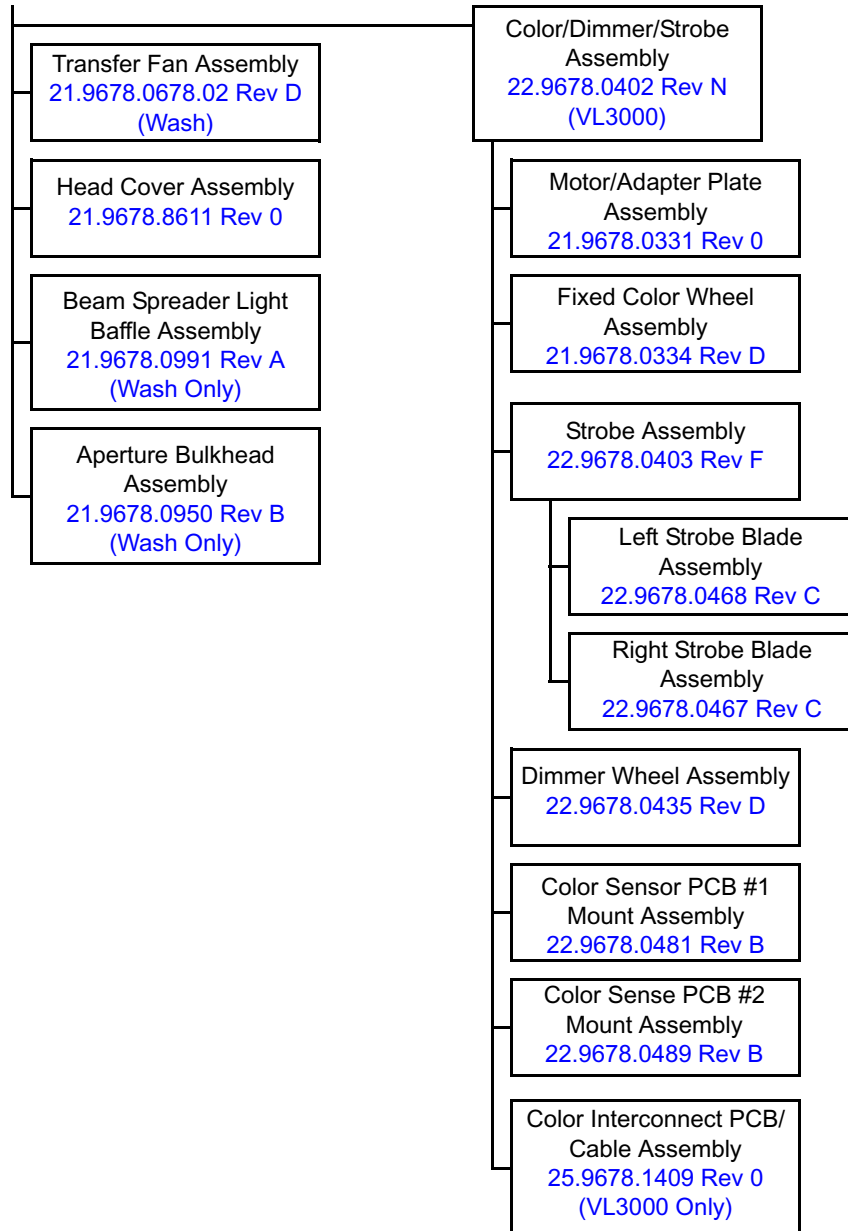 Transfer Fan Assembly
21.9678.0678.02 Rev D
(Wash)
Head Cover Assembly
21.9678.8611 Rev 0
Beam Spreader Light
Baffle Assembly
21.9678.0991 Rev A
(Wash Only)
Aperture Bulkhead
Assembly
21.9678.0950 Rev B
(Wash Only)
Color/Dimmer/Strobe
Assembly
22.9678.0402 Rev N
(VL3000)
Motor/Adapter Plate
Assembly
21.9678.0331 Rev 0
Fixed Color Wheel
Assembly
21.9678.0334 Rev D
Strobe Assembly
22.9678.0403 Rev F
Left Strobe Blade
Assembly
22.9678.0468 Rev C
Right Strobe Blade
Assembly
22.9678.0467 Rev C
Dimmer Wheel Assembly
22.9678.0435 Rev D
Color Sensor PCB #1
Mount Assembly
22.9678.0481 Rev B
Color Sense PCB #2
Mount Assembly
22.9678.0489 Rev B
Color Interconnect PCB/
Cable Assembly
25.9678.1409 Rev 0
(VL3000 Only)